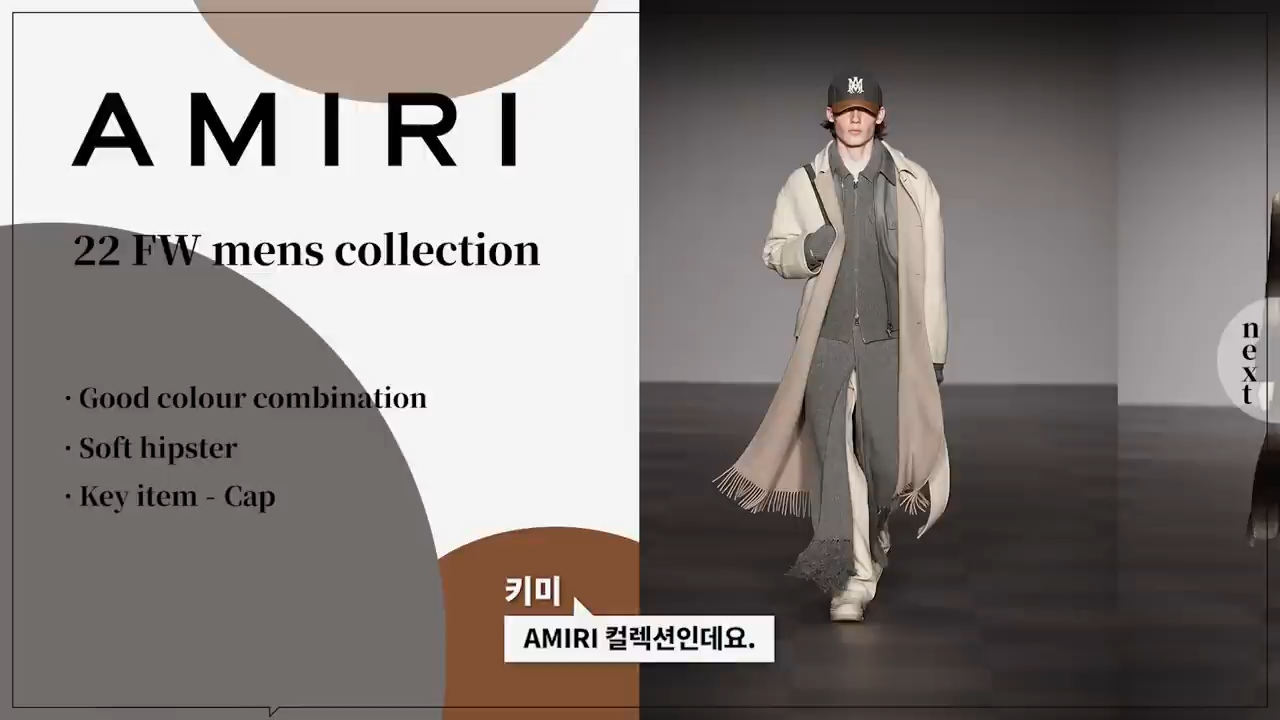 AMIRI
22 FW mens collection
· Good colour combination
· Soft hipster
· Key item - Cap
키미
AMIRI 컬렉션인데요.
next